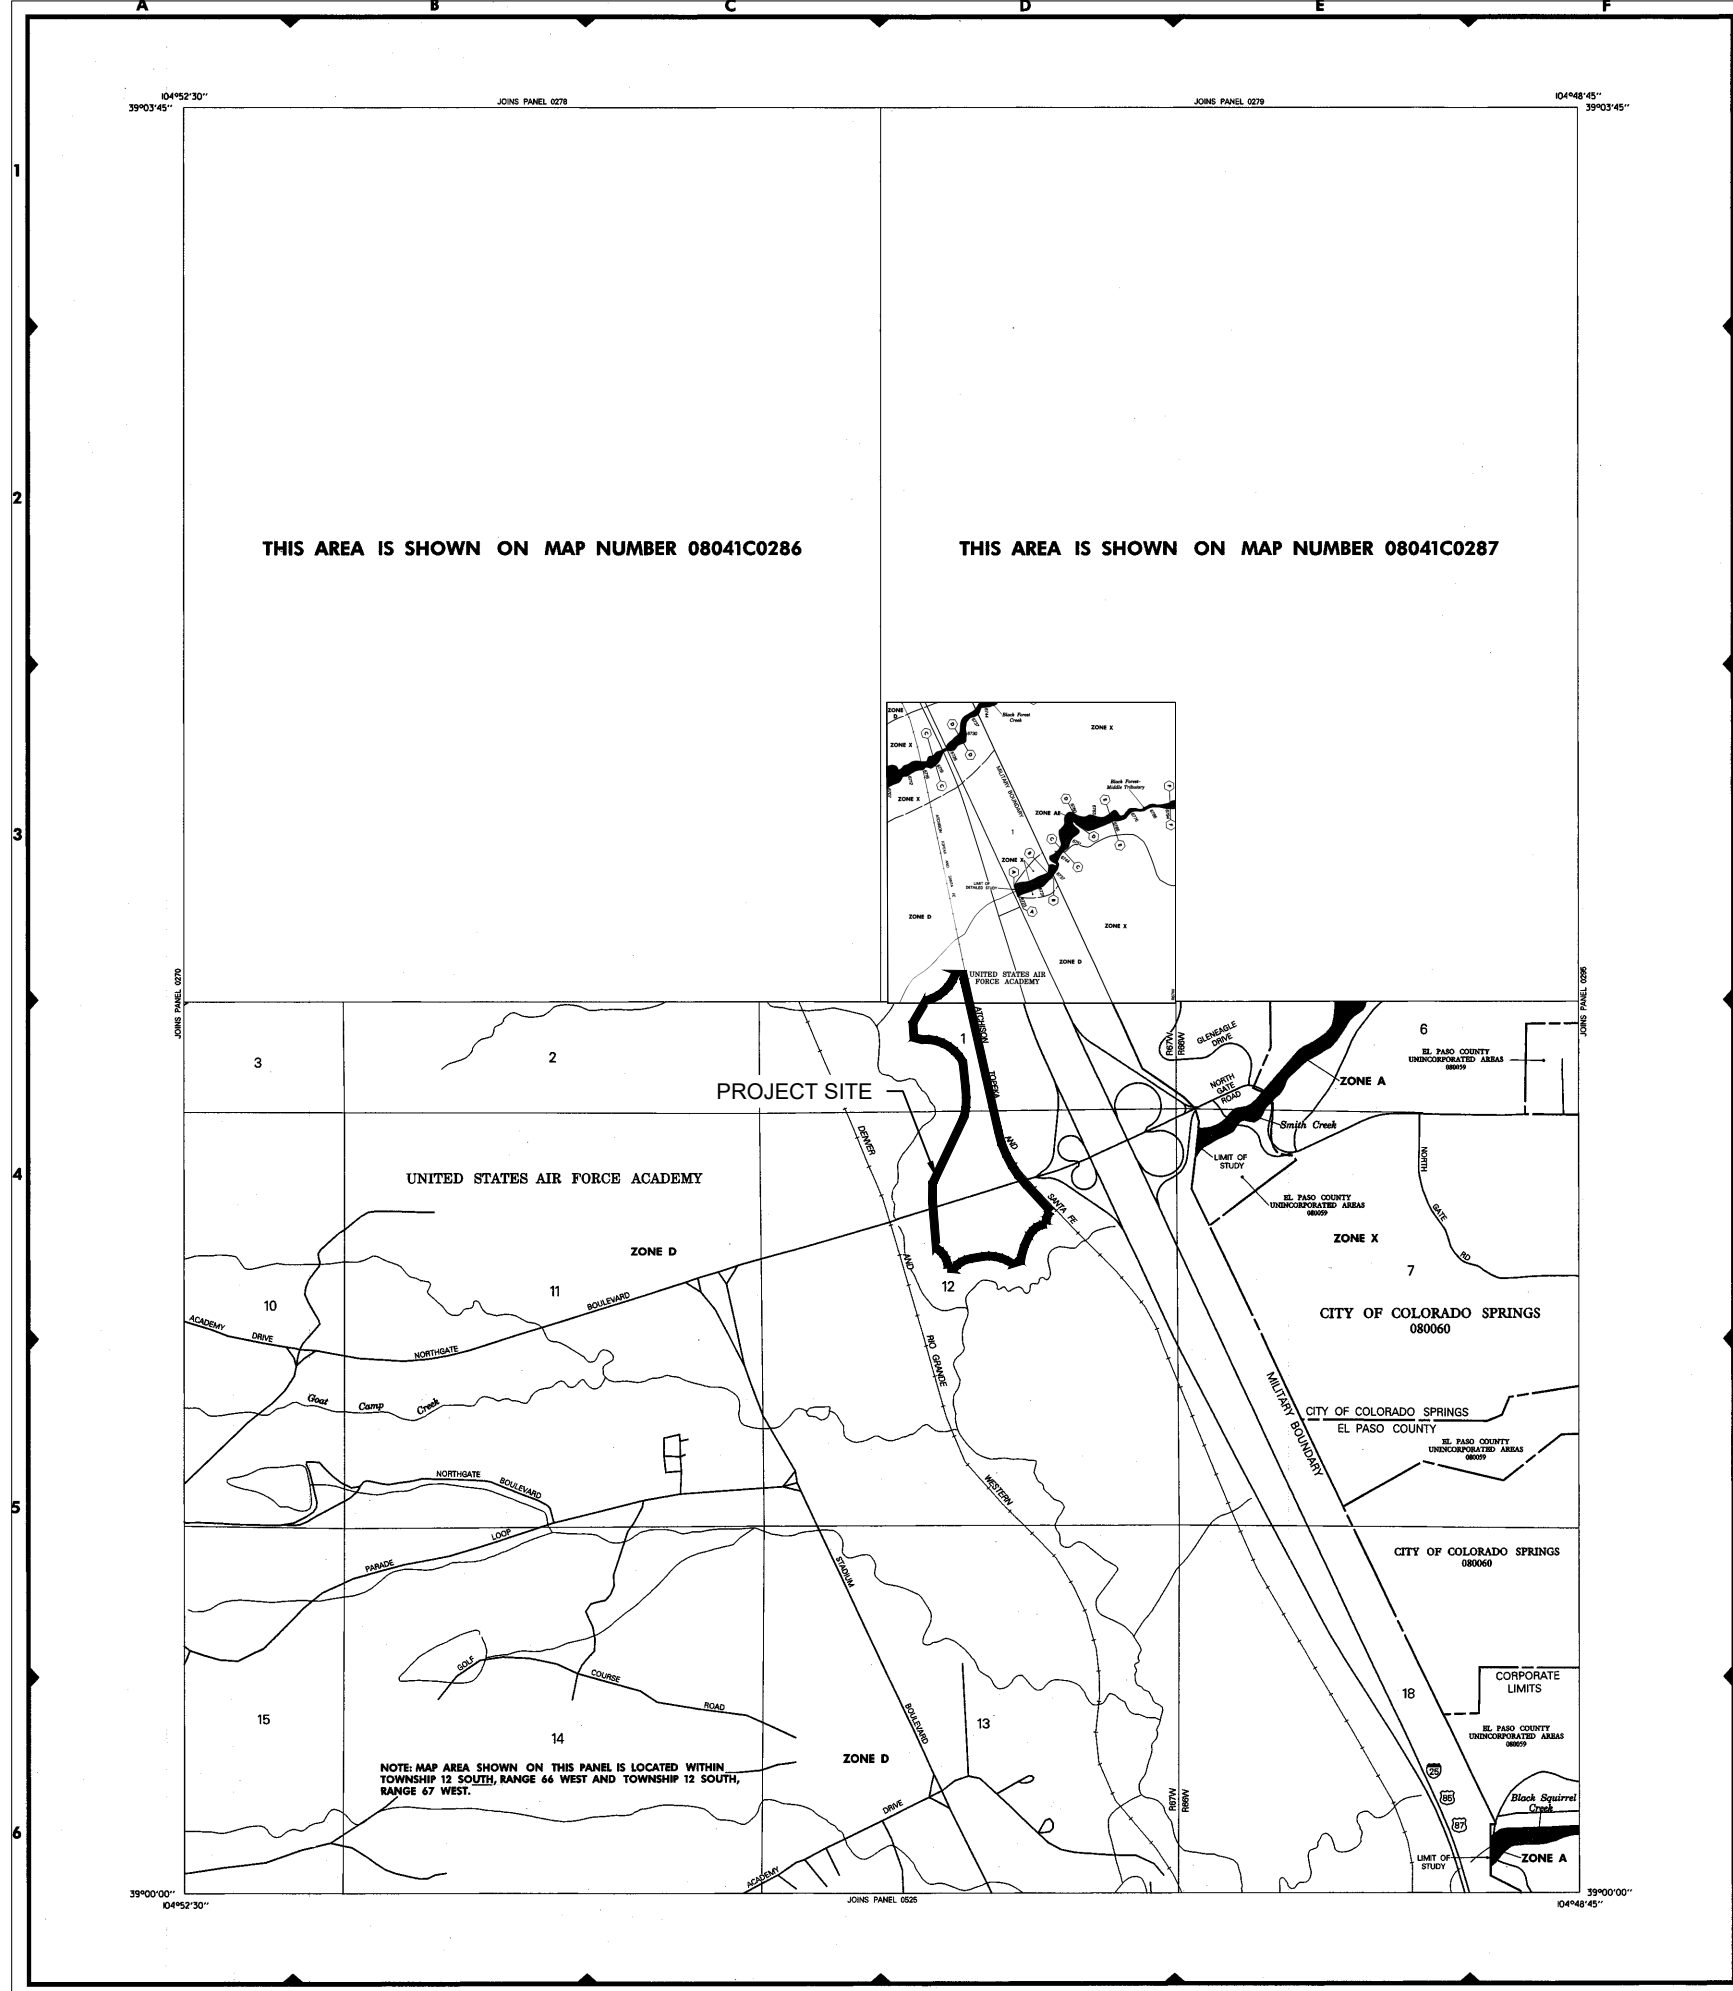 A B C D E F
104°52'30"
39°03'45"
JOINS PANEL 0278
JOINS PANEL 0279
104°48'45"
39°03'45"
1
2
THIS AREA IS SHOWN ON MAP NUMBER 08041C0286
THIS AREA IS SHOWN ON MAP NUMBER 08041C0287
ZONE
D
Black Forest
Creek
ZONE X
ZONE X
MILITARY BOUNDARY
Black Forest-
Middle Tributary
ZONE X
ZONE AE
3
ZONE X
LIMIT OF
DETAILED STUDY
ZONE D
ZONE X
ZONE D
UNITED STATES AIR
FORCE ACADEMY
JOINS PANEL 0270
JOINS PANEL 0295
3
2
1
6
ATCHISON
TOPEKA
AND
SANTA FE
R67W
R66W
GLENEAGLE
DRIVE
EL PASO COUNTY
UNINCORPORATED AREAS
080059
NORTH
GATE
ROAD
ZONE A
PROJECT SITE
Smith Creek
DENVER
AND
RIO GRANDE
WESTERN
LIMIT OF
STUDY
NORTH
GATE
RD
4
UNITED STATES AIR FORCE ACADEMY
EL PASO COUNTY
UNINCORPORATED AREAS
080059
ZONE D
ZONE X
10
11
12
7
BOULEVARD
ACADEMY
DRIVE
NORTHGATE
CITY OF COLORADO SPRINGS
080060
MILITARY BOUNDARY
Goat Camp Creek
CITY OF COLORADO SPRINGS
EL PASO COUNTY
EL PASO COUNTY
UNINCORPORATED AREAS
080059
NORTHGATE
BOULEVARD
5
LOOP
PARADE
STADIUM
CITY OF COLORADO SPRINGS
080060
GOLF
COURSE
ROAD
BOULEVARD
CORPORATE
LIMITS
15
14
13
18
EL PASO COUNTY
UNINCORPORATED AREAS
080059
ZONE D
NOTE: MAP AREA SHOWN ON THIS PANEL IS LOCATED WITHIN
TOWNSHIP 12 SOUTH, RANGE 66 WEST AND TOWNSHIP 12 SOUTH,
RANGE 67 WEST.
25
85
87
R67W
R66W
Black Squirrel
Creek
DRIVE
ACADEMY
6
LIMIT OF
STUDY
ZONE A
39°00'00"
104°52'30"
JOINS PANEL 0525
39°00'00"
104°48'45"